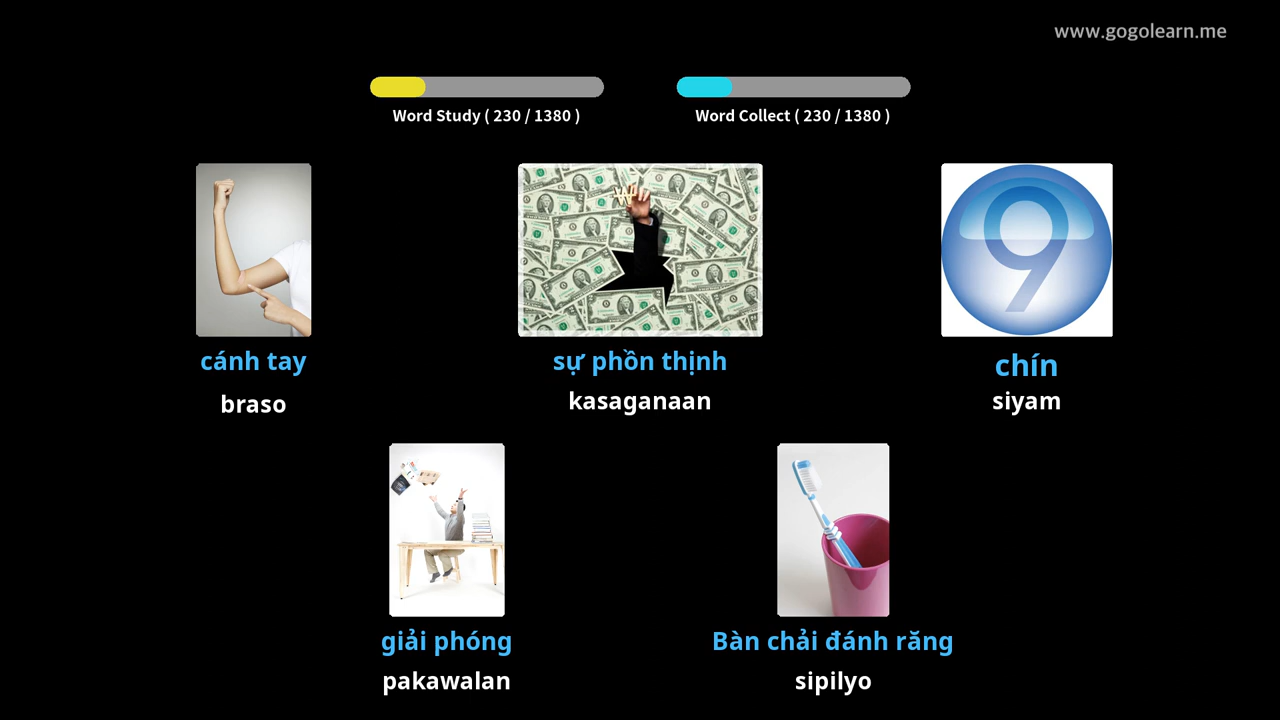 www.gogolearn.me
Word Study ( 230 / 1380 )
Word Collect ( 230 / 1380 )
9
cánh tay
braso
sự phồn thịnh
kasaganaan
chín
siyam
giải phóng
pakawalan
Bàn chải đánh răng
sipilyo